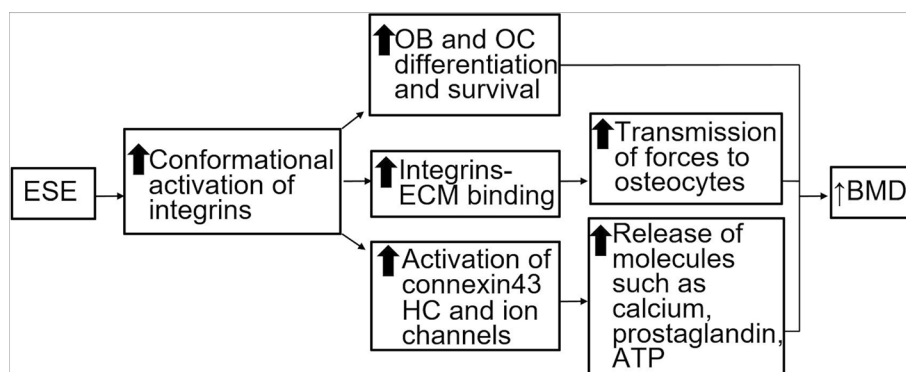 ESE
Conformational
activation of
integrins
OB and OC
differentiation
and survival
Integrins-
ECM binding
Activation of
connexin43
HC and ion
channels
Transmission
of forces to
osteocytes
Release of
molecules
such as
calcium,
prostaglandin,
ATP
↑BMD